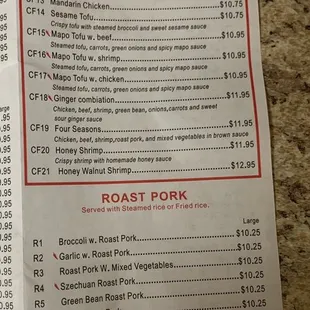 CF13 Mandarin Chicken $10.75
CF14 Sesame Tofu $10.75
Crispy tofu with steamed broccoli and sweet sesame sauce
CF15 Mapo Tofu w. beef $10.95
Steamed tofu, carrots, green onions and spicy mapo sauce
CF16 Mapo Tofu w. shrimp $10.95
Steamed tofu, carrots, green onions and spicy mapo sauce
CF17 Mapo Tofu w. chicken $10.95
Steamed tofu, carrots, green onions and spicy mapo sauce
CF18 Ginger combiation $11.95
Chicken, beef, shrimp, green bean, onions,carrots and sweet
sour ginger sauce
CF19 Four Seasons $11.95
Chicken, beef, shrimp,roast pork, and mixed vegetables in brown sauce
CF20 Honey Shrimp $11.95
Crispy shrimp with homemade honey sauce
CF21 Honey Walnut Shrimp $12.95
ROAST PORK
Served with Steamed rice or Fried rice.
Large
R1 Broccoli w. Roast Pork $10.25
R2 Garlic w. Roast Pork $10.25
R3 Roast Pork W. Mixed Vegetables $10.25
R4 Szechuan Roast Pork $10.25
R5 Green Bean Roast Pork $10.25